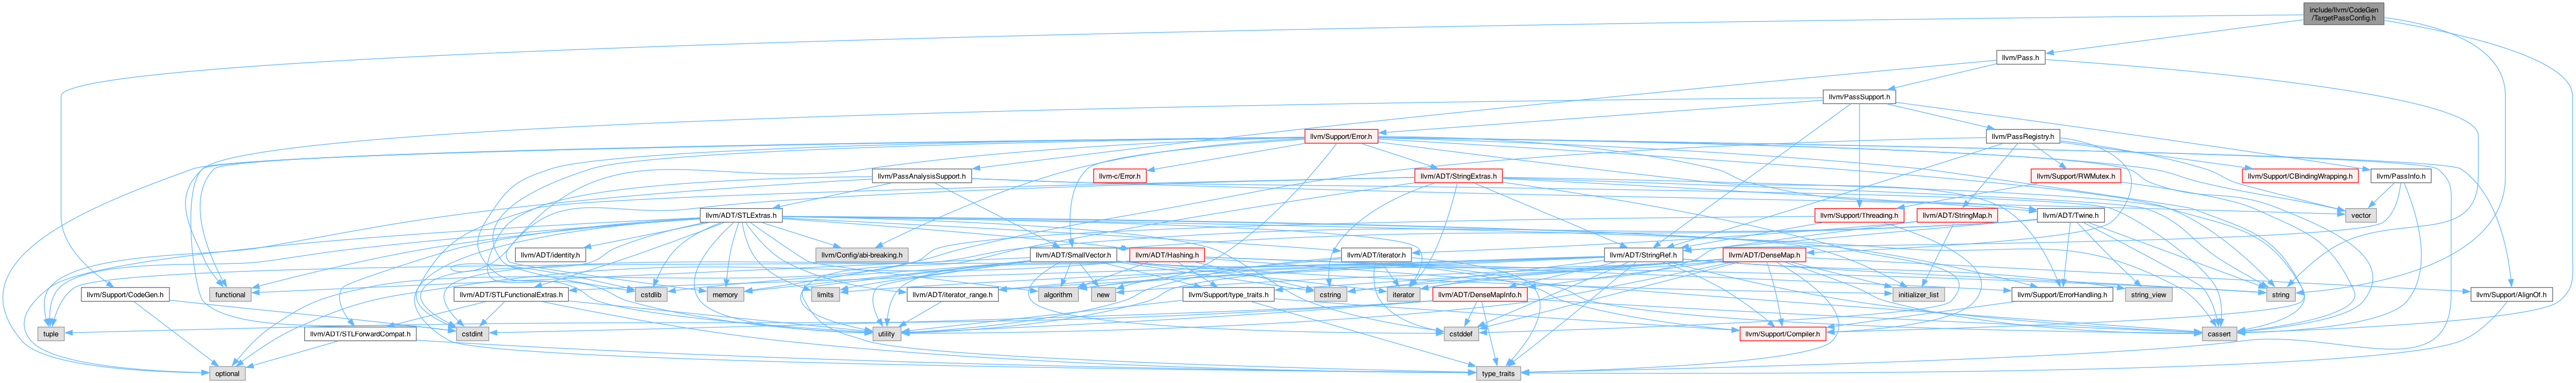 include/llvm/CodeGen
/TargetPassConfig.h
llvm/Pass.h
llvm/PassSupport.h
llvm/Support/Error.h
llvm/PassRegistry.h
llvm/PassAnalysisSupport.h
llvm-c/Error.h
llvm/ADT/StringExtras.h
llvm/Support/RWMutex.h
llvm/Support/CBindingWrapping.h
llvm/PassInfo.h
llvm/ADT/STLExtras.h
llvm/Support/Threading.h
llvm/ADT/StringMap.h
llvm/ADT/Twine.h
vector
llvm/ADT/identity.h
llvm/Config/abi-breaking.h
llvm/ADT/SmallVector.h
llvm/ADT/Hashing.h
llvm/ADT/iterator.h
llvm/ADT/StringRef.h
llvm/ADT/DenseMap.h
llvm/Support/CodeGen.h
functional
llvm/ADT/STLFunctionalExtras.h
cstdlib
memory
limits
llvm/ADT/iterator_range.h
algorithm
new
llvm/Support/type_traits.h
cstring
iterator
llvm/ADT/DenseMapInfo.h
initializer_list
llvm/Support/ErrorHandling.h
string_view
string
llvm/Support/AlignOf.h
tuple
llvm/ADT/STLForwardCompat.h
cstdint
utility
cstddef
llvm/Support/Compiler.h
cassert
optional
type_traits